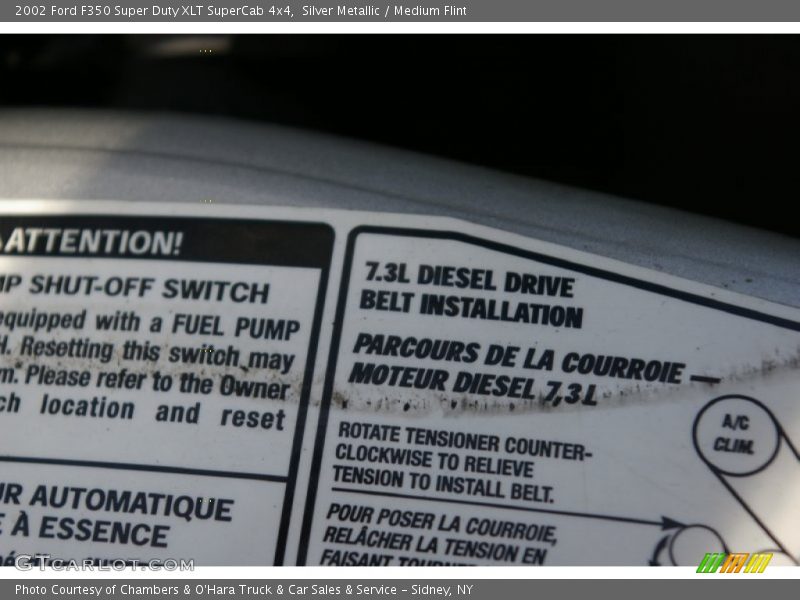 2002 Ford F350 Super Duty XLT SuperCab 4x4, Silver Metallic / Medium Flint
ATTENTION!
MP SHUT-OFF SWITCH
equipped with a FUEL PUMP
H. Resetting this switch may
m. Please refer to the Owner
ch location and reset
UR AUTOMATIQUE
E À ESSENCE
7.3L DIESEL DRIVE
BELT INSTALLATION
PARCOURS DE LA COURROIE –
MOTEUR DIESEL 7,3 L
ROTATE TENSIONER COUNTER-
CLOCKWISE TO RELIEVE
TENSION TO INSTALL BELT.
POUR POSER LA COURROIE,
RELÂCHER LA TENSION EN
FAISANT
A/C
CLIM.
GTcarlot.com
Photo Courtesy of Chambers & O'Hara Truck & Car Sales & Service – Sidney, NY